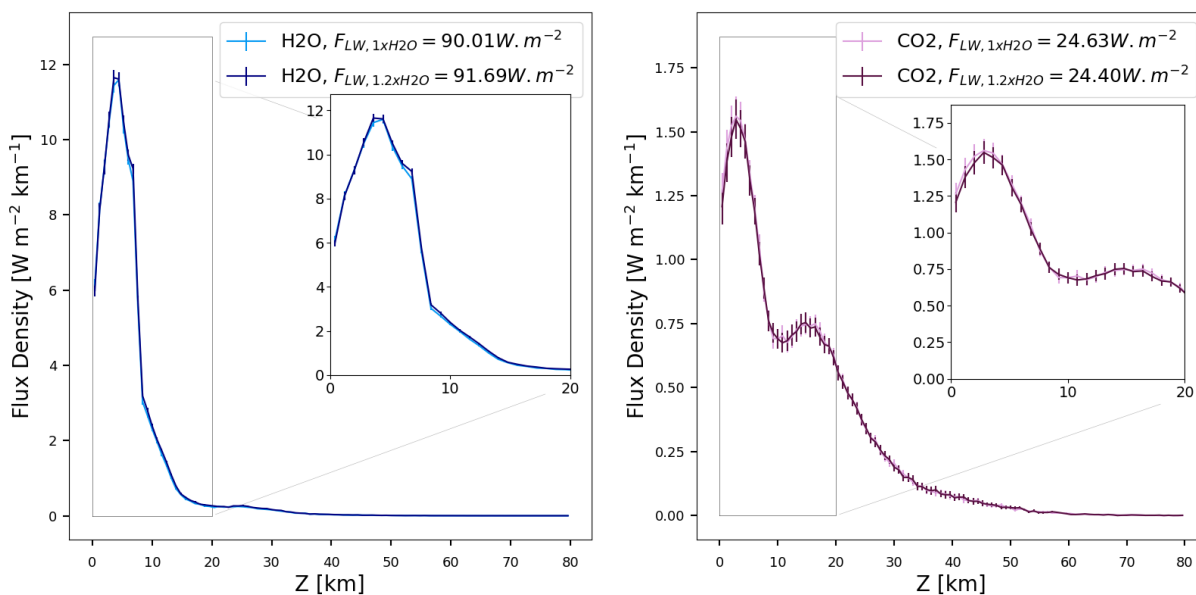 H2O, F_{LW, 1xH2O} = 90.01W.m^{-2}
H2O, F_{LW, 1.2xH2O} = 91.69W.m^{-2}
Flux Density [W m^{-2} km^{-1}]
12
10
8
6
4
2
0
0 10 20 30 40 50 60 70 80
Z [km]
12
10
8
6
4
2
0
0 10 20
CO2, F_{LW, 1xH2O} = 24.63W.m^{-2}
CO2, F_{LW, 1.2xH2O} = 24.40W.m^{-2}
Flux Density [W m^{-2} km^{-1}]
1.75
1.50
1.25
1.00
0.75
0.50
0.25
0.00
0 10 20 30 40 50 60 70 80
Z [km]
1.75
1.50
1.25
1.00
0.75
0.50
0.25
0.00
0 10 20